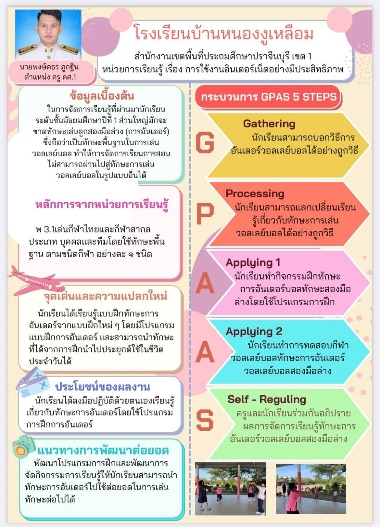 โรงเรียนบ้านหนองงูเหลือม
สำนักงานเขตพื้นที่ประถมศึกษาปราจีนบุรี เขต 1
หน่วยการเรียนรู้ เรื่อง การใช้งานอินเตอร์เน็ตอย่างมีประสิทธิภาพ
ตำแหน่ง ครู คศ.1
ข้อมูลเบื้องต้น
ในการจัดการเรียนรู้ที่ผ่านมานักเรียน
ระดับชั้นมัธยมศึกษาปีที่ 1 ส่วนใหญ่มักจะ
ขาดทักษะเล่นลูกสองมือล่าง (การอันเดอร์)
ซึ่งถือว่าเป็นทักษะพื้นฐานในการเล่น
วอลเลย์บอล ทำให้การจัดการเรียนการสอน
ไม่สามารถผ่านไปสู่ทักษะการเล่น
วอลเลย์บอลในรูปแบบอื่นได้
หลักการจากหน่วยการเรียนรู้
พ 3.1เล่นกีฬาไทยและกีฬาสากล
ประเภท บุคคลและทีมโดยใช้ทักษะพื้น
ฐาน ตามชนิดกีฬา อย่างละ ๑ ชนิด
จุดเด่นและความแปลกใหม่
นักเรียนได้เรียนรู้แบบฝึกทักษะการ
อันเดอร์จากแบบฝึกใหม่ ๆ โดยมีโปรแกรม
แบบฝึกการอันเดอร์ และสามารถนำทักษะ
ที่ได้จากการฝึกนำไปประยุกต์ใช้ในชีวิต
ประจำวันได้
ประโยชน์ของผลงาน
นักเรียนได้ลงมือปฏิบัติด้วยตนเองเรียนรู้
เกี่ยวกับทักษะการอันเดอร์โดยใช้โปรแกรม
การฝึกการอันเดอร์
แนวทางการพัฒนาต่อยอด
พัฒนาโปรแกรมการฝึกและพัฒนาการ
จัดกิจกรรมการเรียนรู้ให้นักเรียนสามารถนำ
ทักษะการอันเดอร์ไปใช้ต่อยอดในการเล่น
ทักษะต่อไปได้
กระบวนการ GPAS 5 STEPS
G
Gathering
นักเรียนสามารถบอกวิธีการ
อันเดอร์วอลเลย์บอลได้อย่างถูกวิธี
P
Processing
นักเรียนสามารถแลกเปลี่ยนเรียน
รู้เกี่ยวกับทักษะการเล่น
วอลเลย์บอลได้อย่างถูกวิธี
A
Applying 1
นักเรียนทำกิจกรรมฝึกทักษะ
การอันเดอร์บอลทักษะสองมือ
ล่างโดยใช้โปรแกรมการฝึก
A
Applying 2
นักเรียนทำการทดสอบกีฬา
วอลเลย์บอลทักษะการอันเดอร์
วอลเลย์บอลสองมือล่าง
S
Self - Reguling
ครูและนักเรียนร่วมกันอภิปราย
ผลการจัดการเรียนรู้ทักษะการ
อันเดอร์วอลเลย์บอลสองมือล่าง